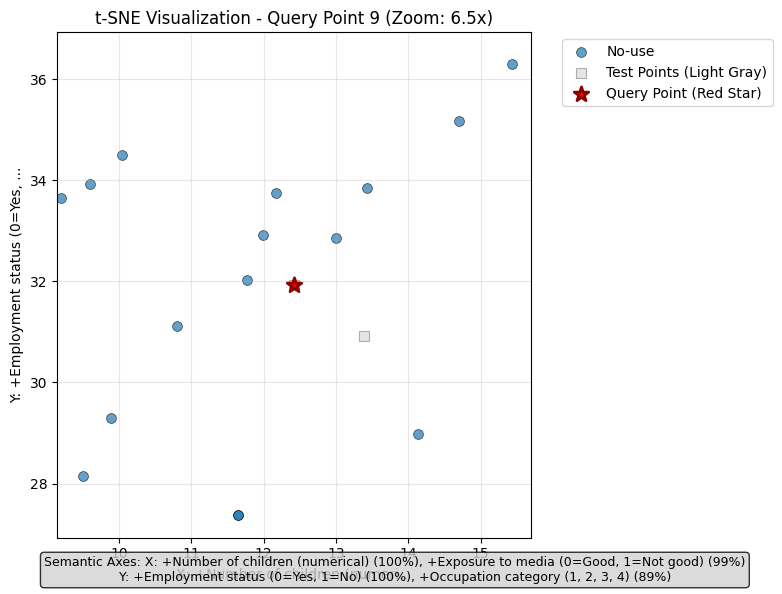 t-SNE Visualization - Query Point 9 (Zoom: 6.5x)
No-use
Test Points (Light Gray)
Query Point (Red Star)
Y: +Employment status (0=Yes, ...
36
34
32
30
28
10 11 12 13 14 15
Semantic Axes: X: +Number of children (numerical) (100%), +Exposure to media (0=Good, 1=Not good) (99%)
Y: +Employment status (0=Yes, 1=No) (100%), +Occupation category (1, 2, 3, 4) (89%)